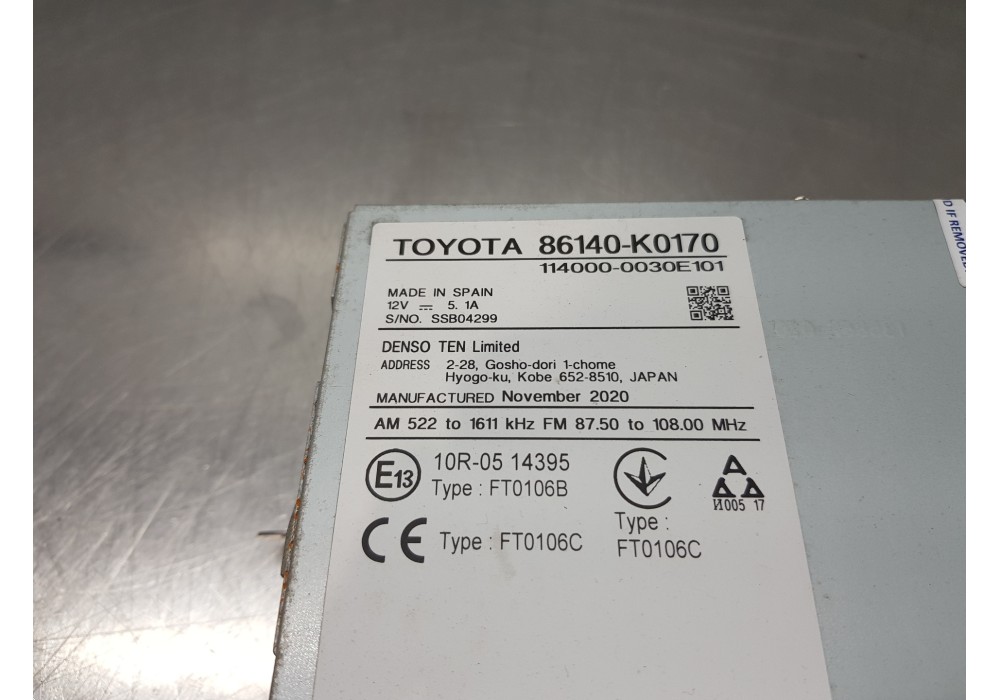 TOYOTA 86140-K0170
114000-0030E101
MADE IN SPAIN
12V ⎓ 5.1A
S/NO. SSB04299
DENSO TEN Limited
ADDRESS 2-28, Gosho-dori 1-chome
Hyogo-ku, Kobe 652-8510, JAPAN
MANUFACTURED November 2020
AM 522 to 1611 kHz FM 87.50 to 108.00 MHz
E13 10R-05 14395
Type : FT0106B
CE Type : FT0106C
Type :
FT0106C
И005 17
IF REMOVED